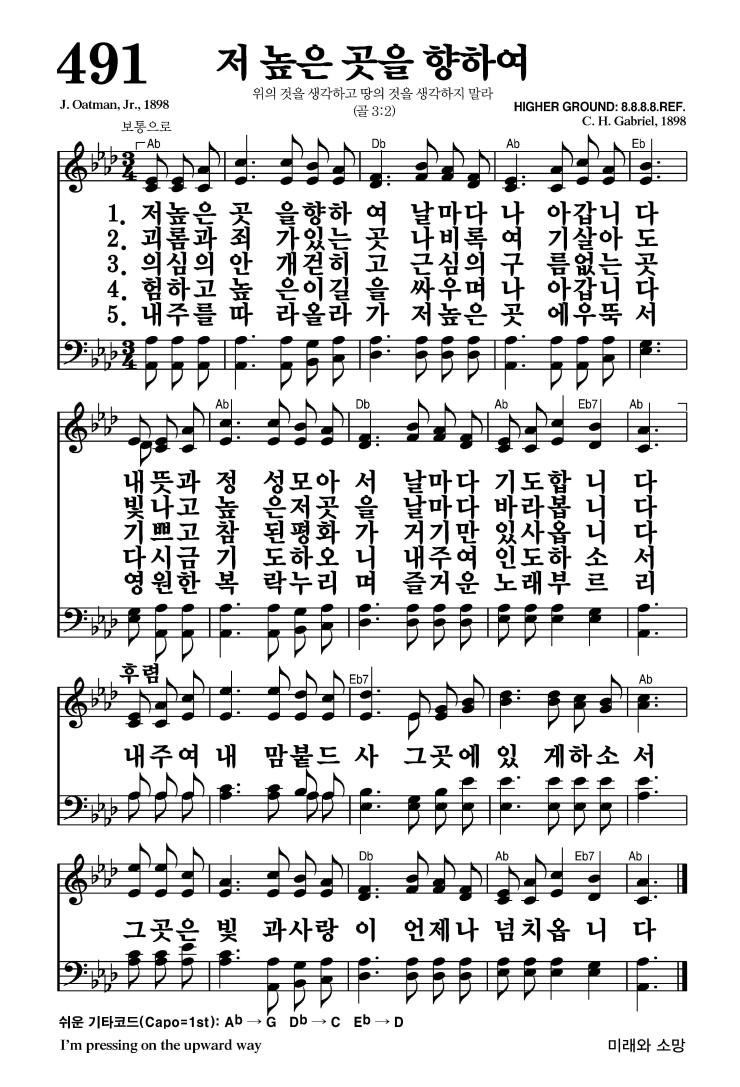 491 저 높은 곳을 향하여
위의 것을 생각하고 땅의 것을 생각하지 말라
(골 3:2)
J. Oatman, Jr., 1898
HIGHER GROUND: 8.8.8.8.REF.
C. H. Gabriel, 1898
보통으로
Ab Db Ab Eb
1. 저높은 곳 을향하 여 날마다 나 아갑니 다
2. 괴롬과 죄 가있는 곳 나비록 여 기살아 도
3. 의심의 안 개걷히 고 근심의 구 름없는 곳
4. 험하고 높 은이길 을 싸우며 나 아갑니 다
5. 내주를 따 라올라 가 저높은 곳 에우뚝 서
3 4
3 4
Ab Db Ab Eb7 Ab
내뜻과 정 성모아 서 날마다 기도합 니 다
빛나고 높 은저곳 을 날마다 바라봅 니 다
기쁘고 참 된평화 가 거기만 있사옵 니 다
다시금 기 도하오 니 내주여 인도하 소 서
영원한 복 락누리 며 즐거운 노래부 르 리
후렴
Eb7 Ab
내주여 내 맘붙드 사 그곳에 있 게하소 서
Db Ab Eb7 Ab
그곳은 빛 과사랑 이 언제나 넘치옵 니 다
쉬운 기타코드(Capo=1st): Ab → G Db → C Eb → D
I'm pressing on the upward way
미래와 소망